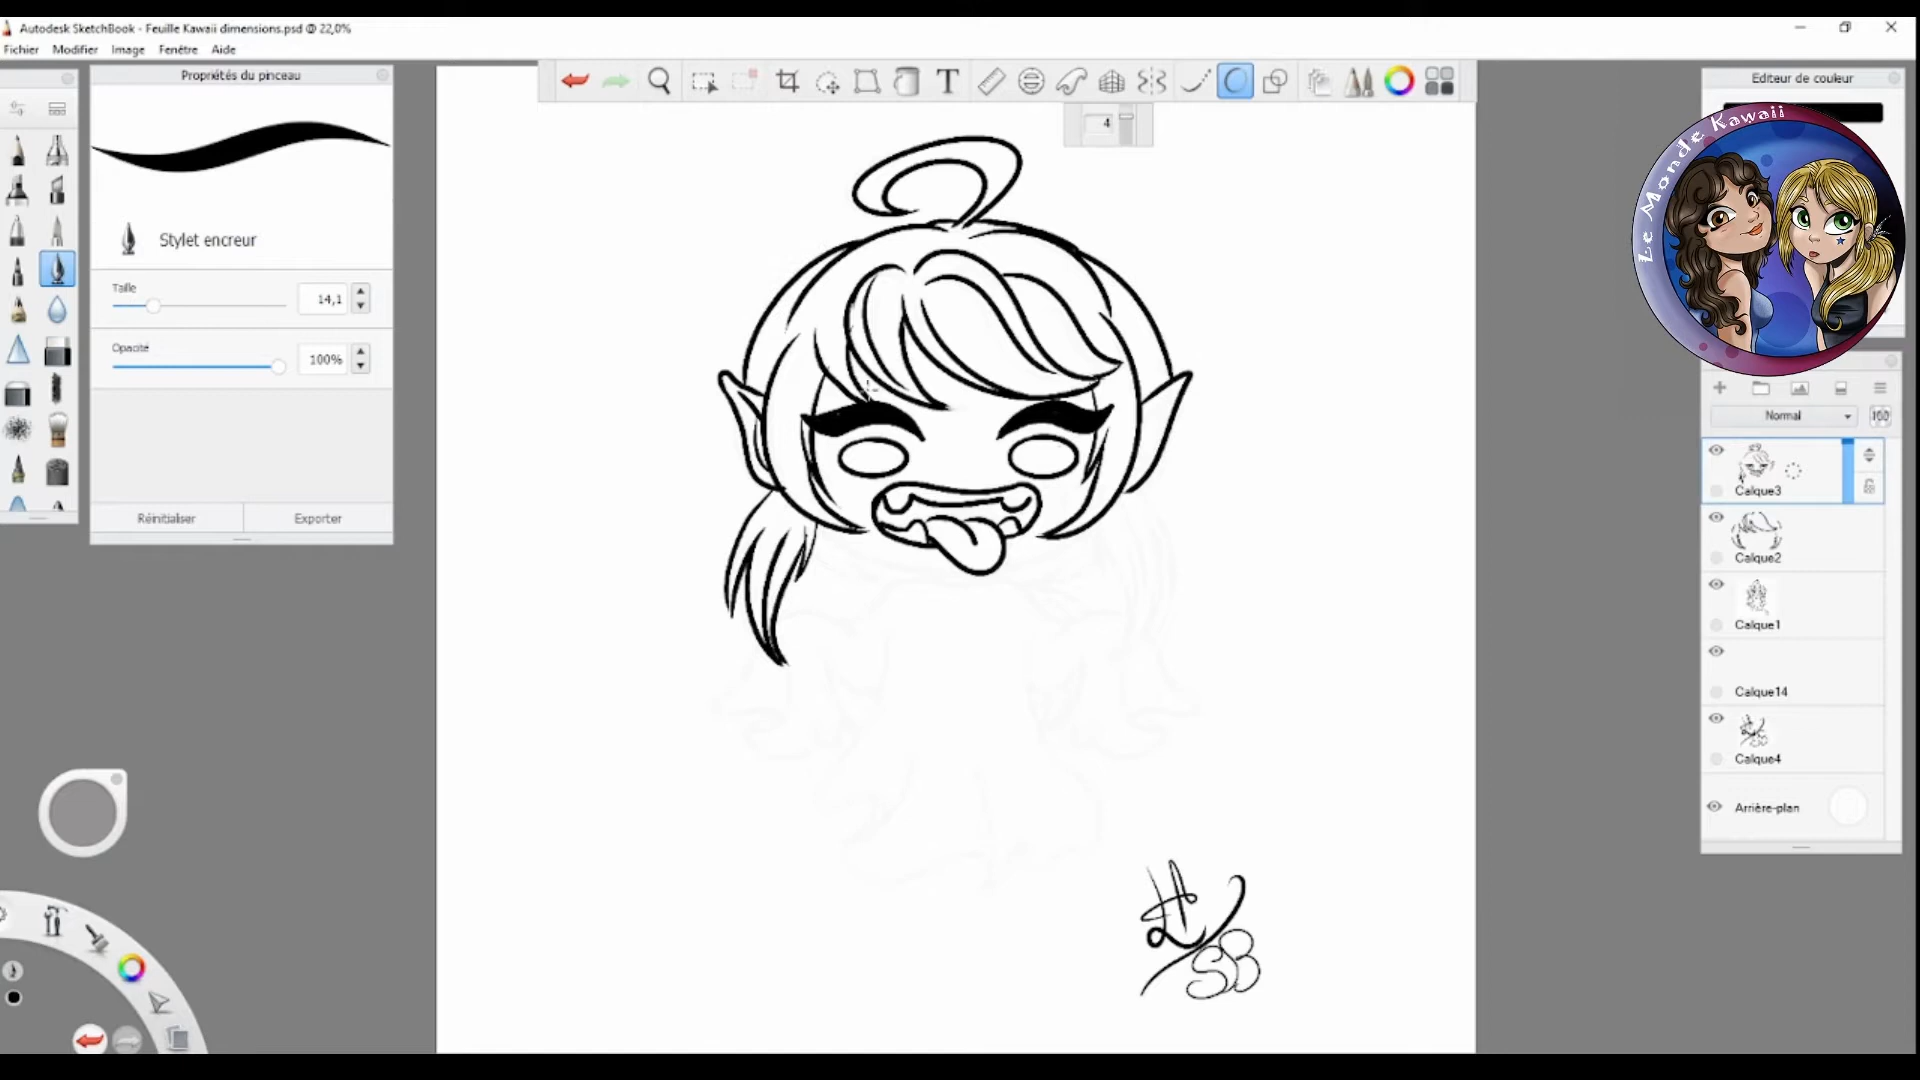 Autodesk SketchBook - Feuille Kawaii dimensions.psd @ 22,0%
Fichier Modifier Image Fenêtre Aide
Propriétés du pinceau
Stylet encreur
Taille
14,1
Opacité
100%
Réinitialiser Exporter
T
4
Editeur de couleur
Le Monde Kawaii
Normal 100
Calque3
Calque2
Calque1
Calque14
Calque4
Arrière-plan
SB